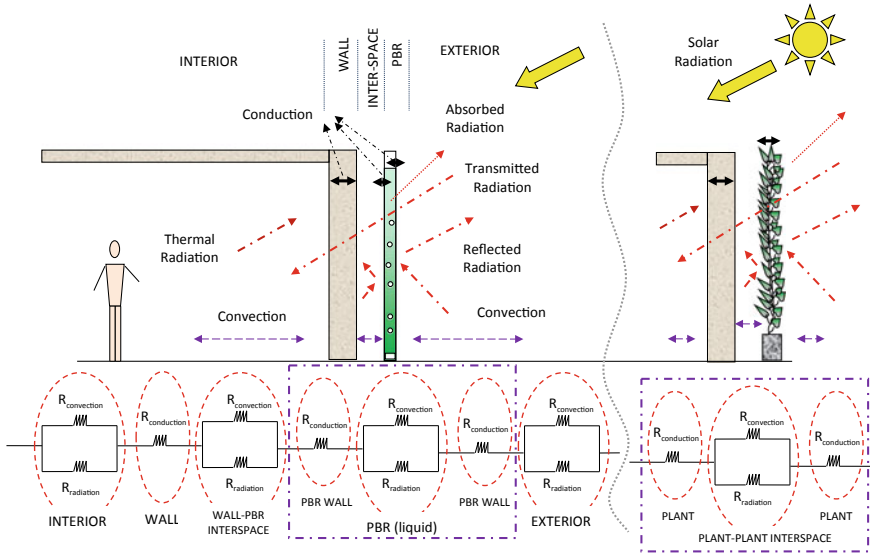 INTERIOR
WALL
INTER-SPACE
PBR
EXTERIOR
Solar
Radiation
Conduction
Absorbed
Radiation
Transmitted
Radiation
Thermal
Radiation
Reflected
Radiation
Convection
Convection
Rconvection
Rradiation
INTERIOR
Rconduction
WALL
Rconvection
Rradiation
WALL-PBR
INTERSPACE
Rconduction
PBR WALL
Rconvection
Rradiation
PBR (liquid)
Rconduction
PBR WALL
Rconvection
Rradiation
EXTERIOR
Rconduction
PLANT
Rconvection
Rradiation
PLANT-PLANT INTERSPACE
Rconduction
PLANT